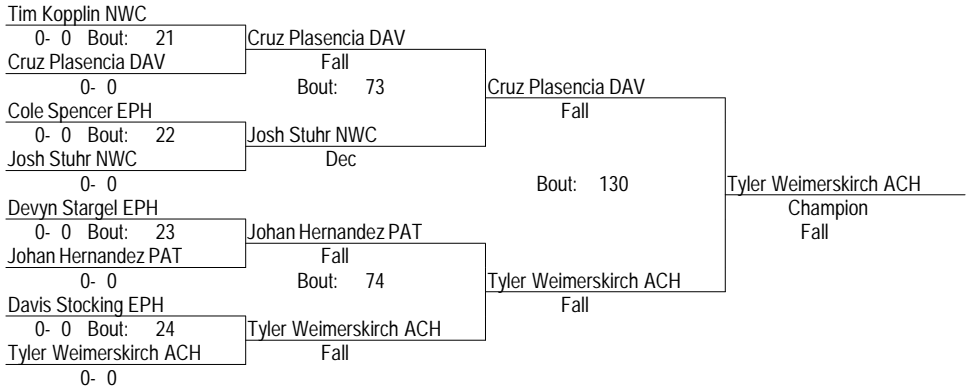 Tim Kopplin NWC
0- 0 Bout: 21
Cruz Plasencia DAV
Cruz Plasencia DAV
Fall
0- 0
Bout: 73
Cruz Plasencia DAV
Cole Spencer EPH
Fall
0- 0 Bout: 22
Josh Stuhr NWC
Josh Stuhr NWC
Dec
0- 0
Bout: 130
Tyler Weimerskirch ACH
Devyn Stargel EPH
Champion
0- 0 Bout: 23
Johan Hernandez PAT
Fall
Johan Hernandez PAT
Fall
0- 0
Bout: 74
Tyler Weimerskirch ACH
Davis Stocking EPH
Fall
0- 0 Bout: 24
Tyler Weimerskirch ACH
Tyler Weimerskirch ACH
Fall
0- 0